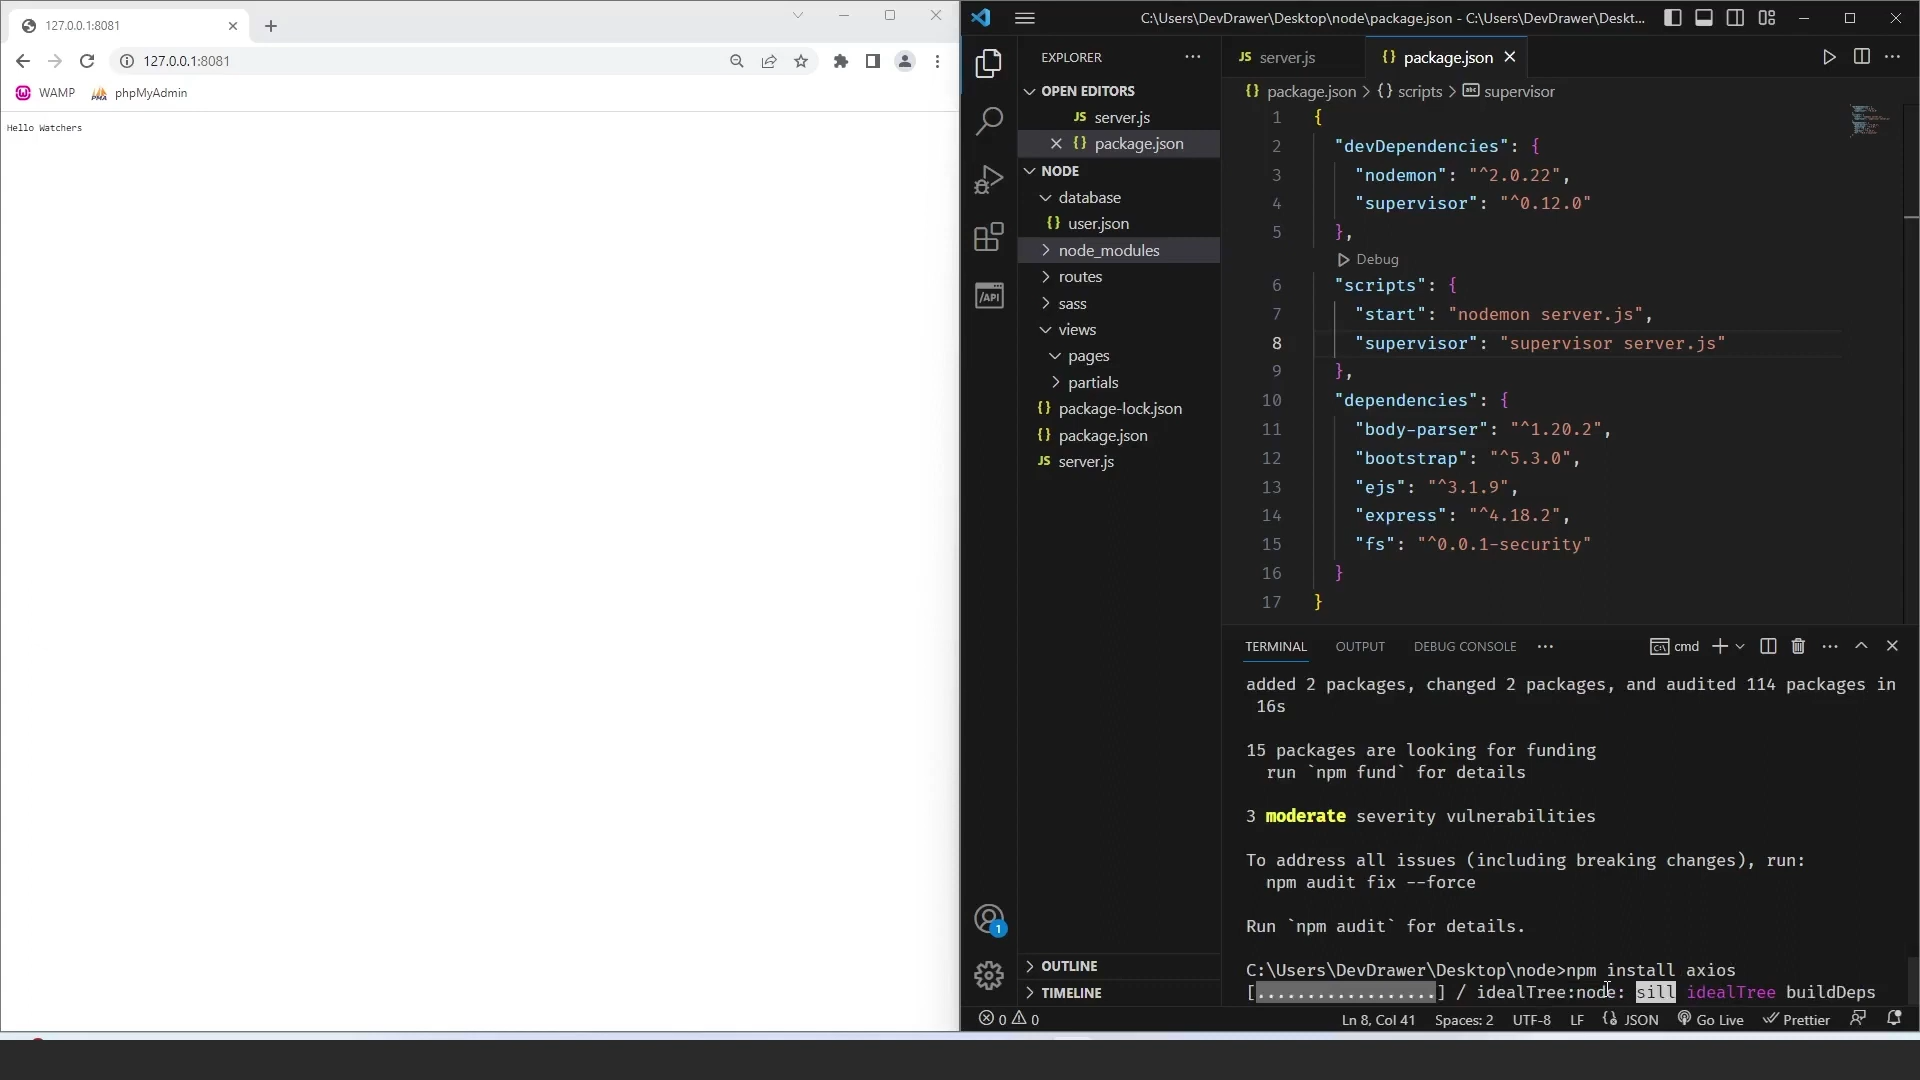 127.0.0.1:8081
127.0.0.1:8081
WAMP
phpMyAdmin
Hello Watchers
C:\Users\DevDrawer\Desktop\node\package.json - C:\Users\DevDrawer\Deskt...
EXPLORER
OPEN EDITORS
JS server.js
{} package.json
NODE
database
{} user.json
node_modules
routes
sass
views
pages
partials
{} package-lock.json
{} package.json
JS server.js
OUTLINE
TIMELINE
/API
1
JS server.js
{} package.json
{} package.json > {} scripts > abc supervisor
1 {
2 "devDependencies": {
3 "nodemon": "^2.0.22",
4 "supervisor": "^0.12.0"
5 },
Debug
6 "scripts": {
7 "start": "nodemon server.js",
8 "supervisor": "supervisor server.js"
9 },
10 "dependencies": {
11 "body-parser": "^1.20.2",
12 "bootstrap": "^5.3.0",
13 "ejs": "^3.1.9",
14 "express": "^4.18.2",
15 "fs": "^0.0.1-security"
16 }
17 }
TERMINAL OUTPUT DEBUG CONSOLE ... cmd
added 2 packages, changed 2 packages, and audited 114 packages in
16s
15 packages are looking for funding
run `npm fund` for details
3 moderate severity vulnerabilities
To address all issues (including breaking changes), run:
npm audit fix --force
Run `npm audit` for details.
C:\Users\DevDrawer\Desktop\node>npm install axios
[..................] / idealTree:node: sill idealTree buildDeps
0 0 Ln 8, Col 41 Spaces: 2 UTF-8 LF {} JSON Go Live Prettier